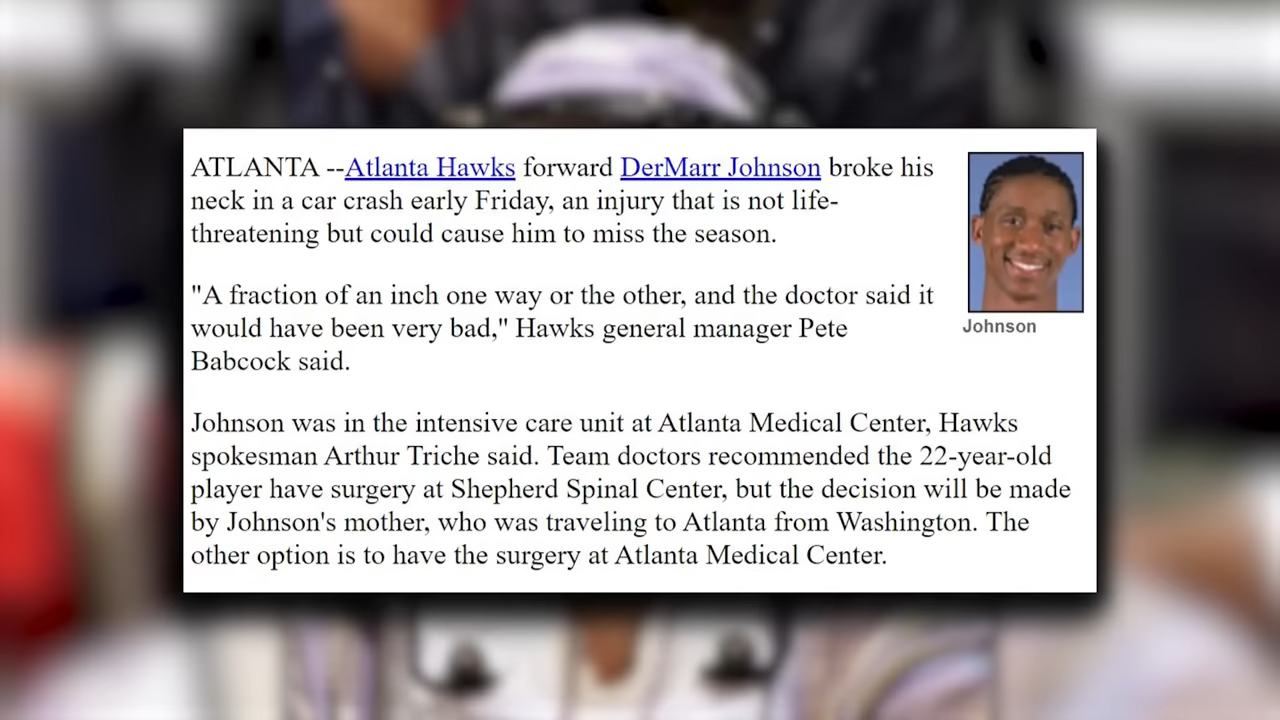 ATLANTA --Atlanta Hawks forward DerMarr Johnson broke his
neck in a car crash early Friday, an injury that is not life-
threatening but could cause him to miss the season.
"A fraction of an inch one way or the other, and the doctor said it
would have been very bad," Hawks general manager Pete
Babcock said.
Johnson
Johnson was in the intensive care unit at Atlanta Medical Center, Hawks
spokesman Arthur Triche said. Team doctors recommended the 22-year-old
player have surgery at Shepherd Spinal Center, but the decision will be made
by Johnson's mother, who was traveling to Atlanta from Washington. The
other option is to have the surgery at Atlanta Medical Center.